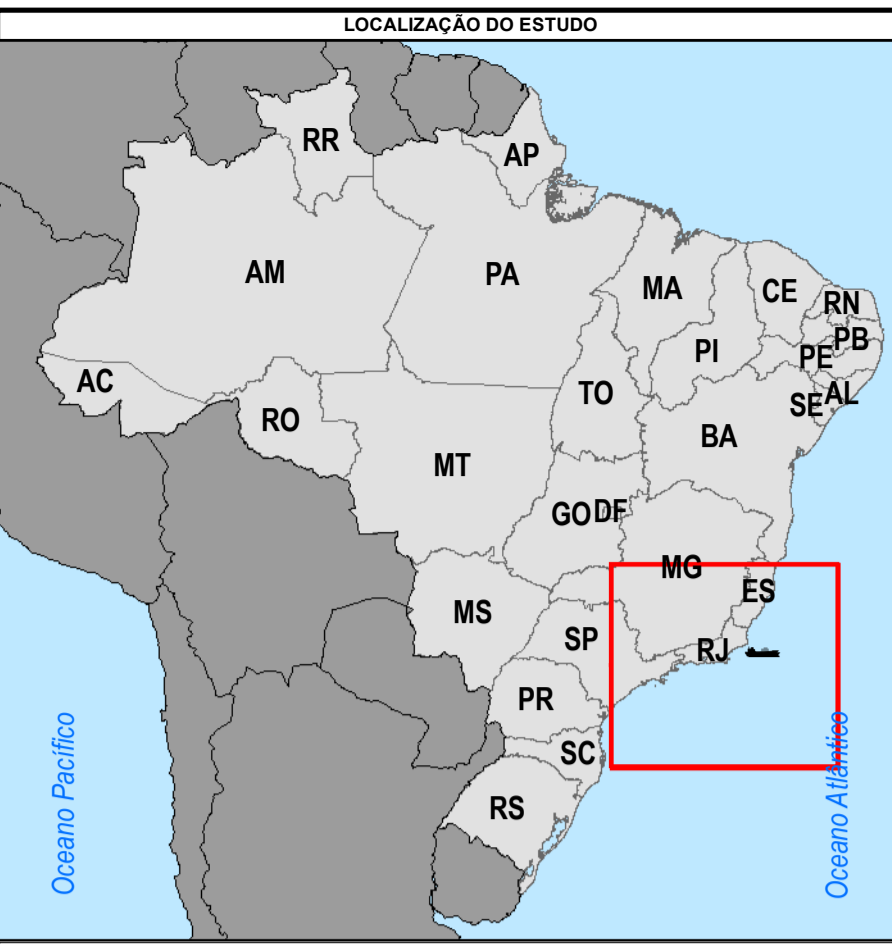 LOCALIZAÇÃO DO ESTUDO
RR
AP
AM
PA
MA
CE
RN
PB
PI
PE
AC
TO
AL
SE
RO
BA
MT
GO
DF
MG
ES
MS
SP
RJ
PR
SC
RS
Oceano Pacífico
Oceano Atlântico